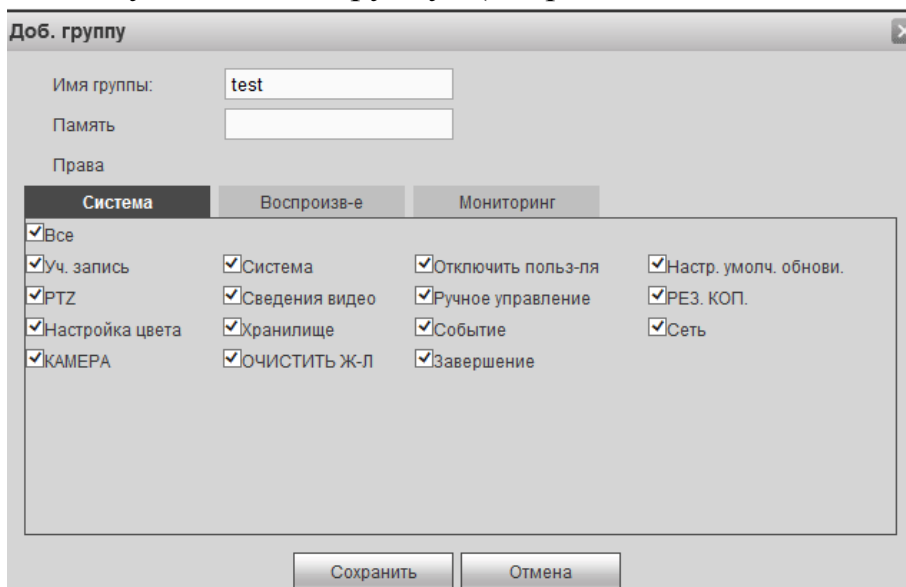 Доб. группу
Имя группы: test
Память
Права
Система Воспроизв-е Мониторинг
Все
Уч. запись Система Отключить польз-ля Настр. умолч. обнови.
PTZ Сведения видео Ручное управление РЕЗ. КОП.
Настройка цвета Хранилище Событие Сеть
КАМЕРА ОЧИСТИТЬ Ж-Л Завершение
Сохранить Отмена